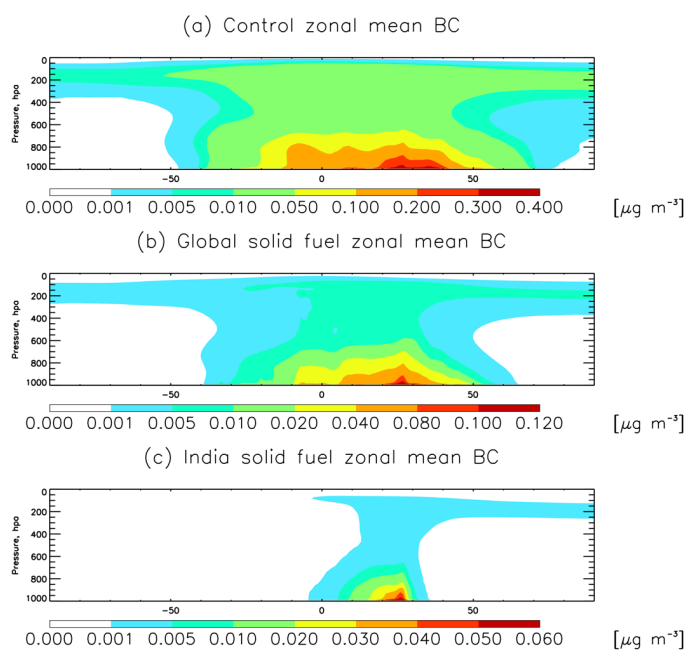 (a) Control zonal mean BC
Pressure, hpa
0
200
400
600
800
1000
−50 0 50
0.000 0.001 0.005 0.010 0.050 0.100 0.200 0.300 0.400 [μg m⁻³]
(b) Global solid fuel zonal mean BC
Pressure, hpa
0
200
400
600
800
1000
−50 0 50
0.000 0.001 0.005 0.010 0.020 0.040 0.080 0.100 0.120 [μg m⁻³]
(c) India solid fuel zonal mean BC
Pressure, hpa
0
200
400
600
800
1000
−50 0 50
0.000 0.001 0.005 0.010 0.030 0.040 0.050 0.060 [μg m⁻³]